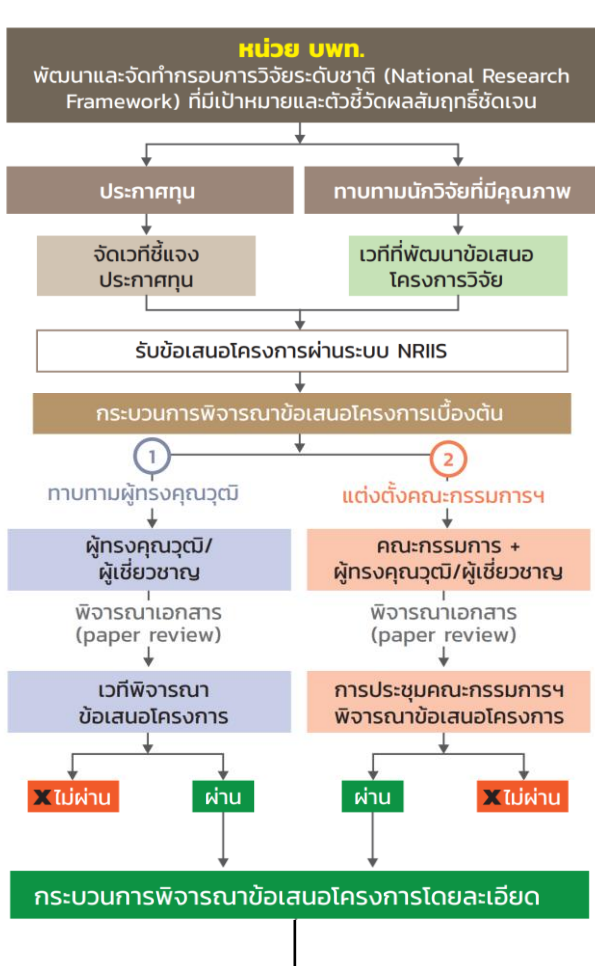 หน่วย บพท.
พัฒนาและจัดทำกรอบการวิจัยระดับชาติ (National Research
Framework) ที่มีเป้าหมายและตัวชี้วัดผลสัมฤทธิ์ชัดเจน
ประกาศทุน
ทาบทามนักวิจัยที่มีคุณภาพ
จัดเวทีชี้แจง
ประกาศทุน
เวทีที่พัฒนาข้อเสนอ
โครงการวิจัย
รับข้อเสนอโครงการผ่านระบบ NRIIS
กระบวนการพิจารณาข้อเสนอโครงการเบื้องต้น
1
ทาบทามผู้ทรงคุณวุฒิ
2
แต่งตั้งคณะกรรมการฯ
ผู้ทรงคุณวุฒิ/
ผู้เชี่ยวชาญ
คณะกรรมการ +
ผู้ทรงคุณวุฒิ/ผู้เชี่ยวชาญ
พิจารณาเอกสาร
(paper review)
พิจารณาเอกสาร
(paper review)
เวทีพิจารณา
ข้อเสนอโครงการ
การประชุมคณะกรรมการฯ
พิจารณาข้อเสนอโครงการ
X ไม่ผ่าน
ผ่าน
ผ่าน
X ไม่ผ่าน
กระบวนการพิจารณาข้อเสนอโครงการโดยละเอียด